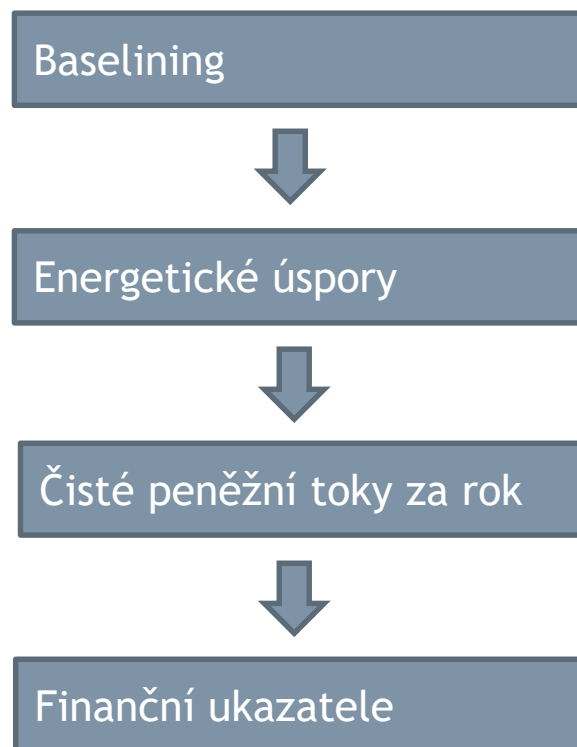 Baselining
Energetické úspory
Čisté peněžní toky za rok
Finanční ukazatele